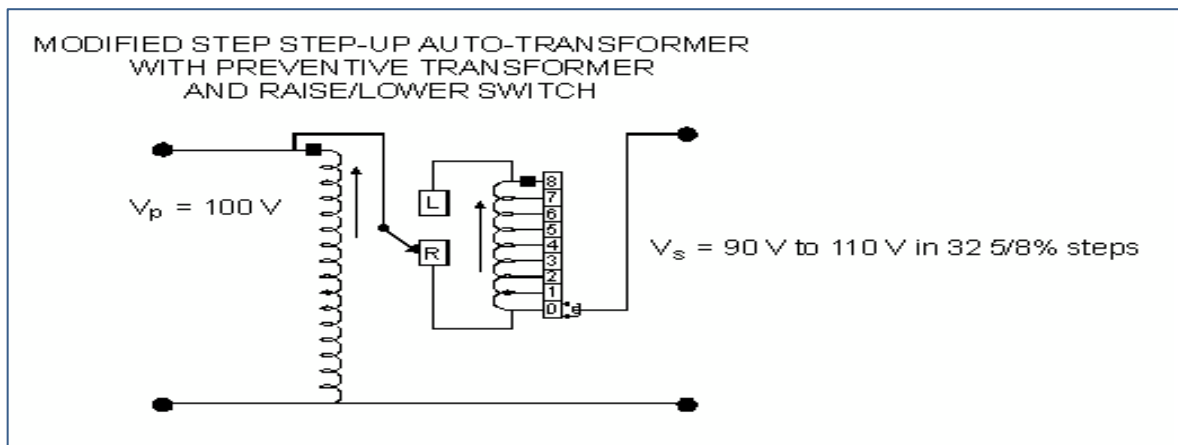 MODIFIED STEP STEP-UP AUTO-TRANSFORMER
WITH PREVENTIVE TRANSFORMER
AND RAISE/LOWER SWITCH
Vp = 100 V
L
R
8
7
6
5
4
3
2
1
0
Vs = 90 V to 110 V in 32 5/8% steps